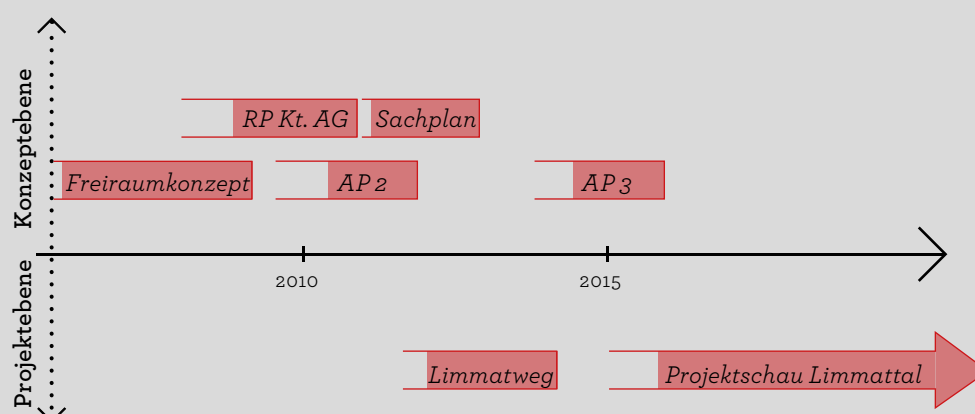 Konzeptebene
RP Kt. AG
Sachplan
Freiraumkonzept
AP 2
AP 3
2010
2015
Projektebene
Limmatweg
Projektschau Limmattal